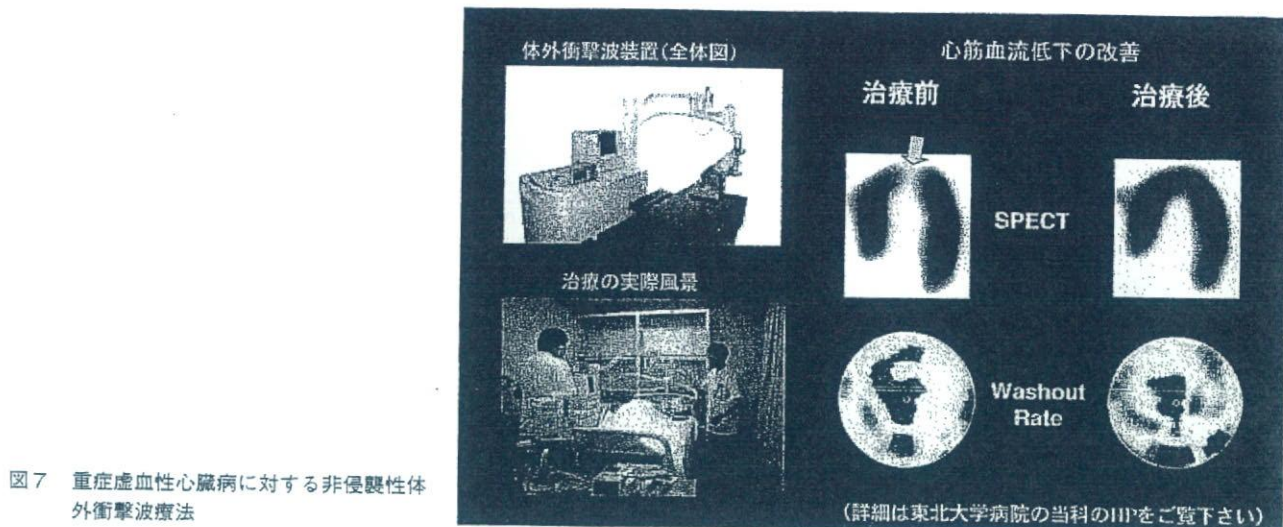 体外衝撃波装置(全体図)
治療の実際風景
心筋血流低下の改善
治療前
治療後
SPECT
Washout
Rate
(詳細は東北大学病院の当科のHPをご覧下さい)
図7 重症虚血性心臓病に対する非侵襲性体
外衝撃波療法